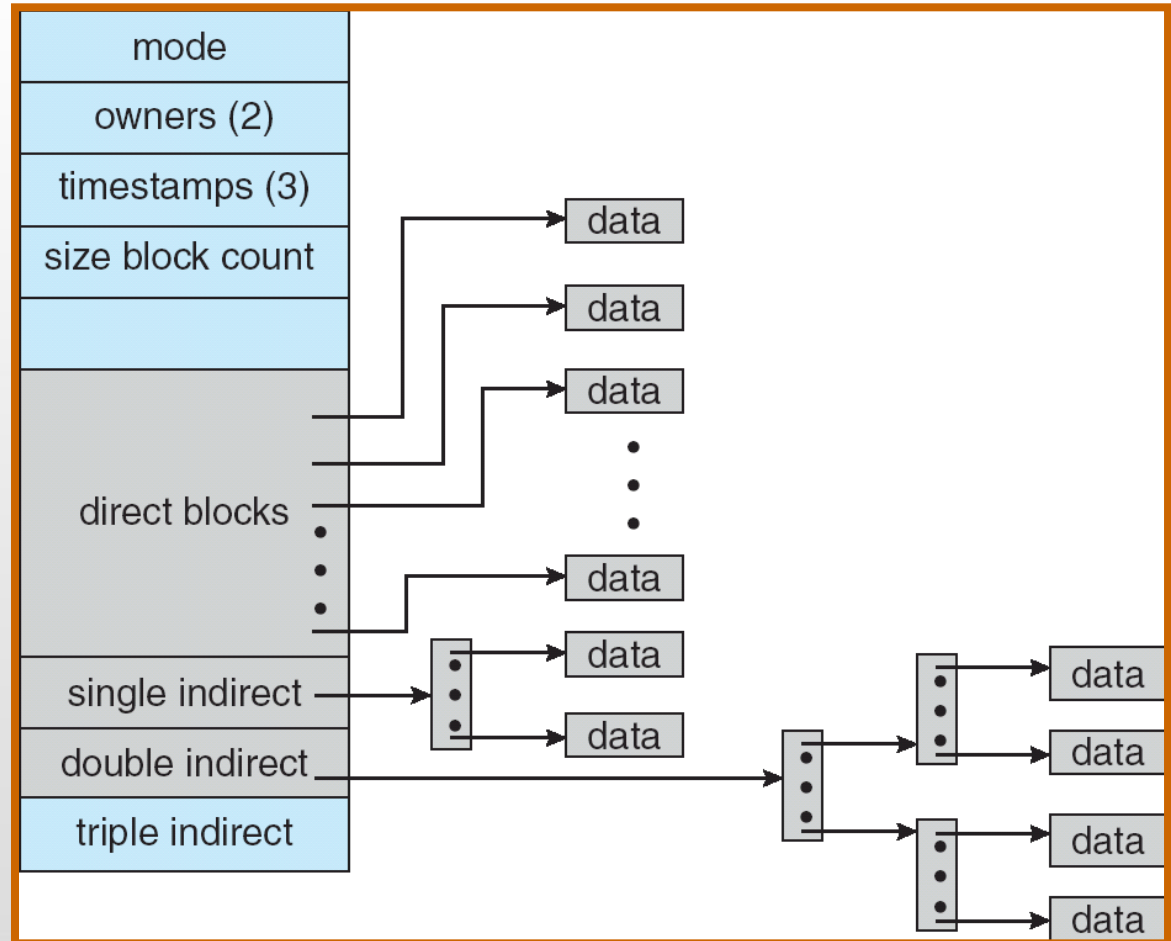 mode
owners (2)
timestamps (3)
size block count
direct blocks
single indirect
double indirect
triple indirect
data
data
data
data
data
data
data
data
data
data